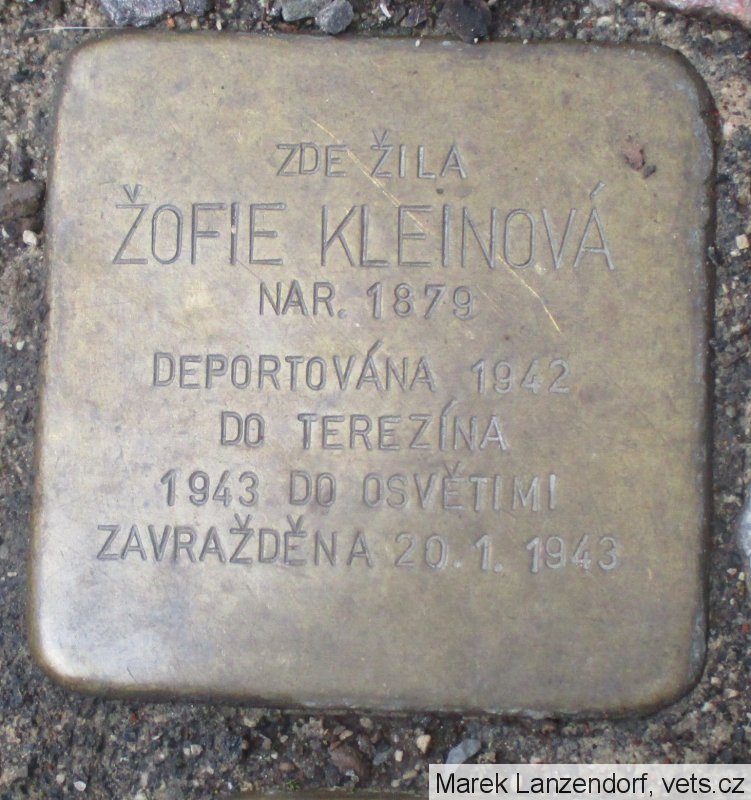 ZDE ŽILA
ŽOFIE KLEINOVÁ
NAR. 1879
DEPORTOVÁNA 1942
DO TEREZÍNA
1943 DO OSVĚTIMI
ZAVRAŽDĚNA 20.1. 1943
Marek Lanzendorf, vets.cz